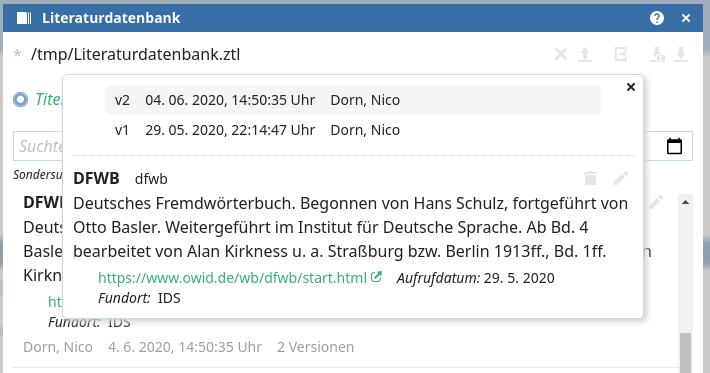 Literaturdatenbank
* /tmp/Literaturdatenbank.ztl
Tite
Suchte
Sondersu
v2 04. 06. 2020, 14:50:35 Uhr Dorn, Nico
v1 29. 05. 2020, 22:14:47 Uhr Dorn, Nico
DFWB dfwb
Deutsches Fremdwörterbuch. Begonnen von Hans Schulz, fortgeführt von
Otto Basler. Weitergeführt im Institut für Deutsche Sprache. Ab Bd. 4
bearbeitet von Alan Kirkness u. a. Straßburg bzw. Berlin 1913ff., Bd. 1ff.
https://www.owid.de/wb/dfwb/start.html Aufrufdatum: 29. 5. 2020
Fundort: IDS
DFWB
Deuts
Basle n
Kirkn
ht
Fundort: IDS
Dorn, Nico 4. 6. 2020, 14:50:35 Uhr 2 Versionen